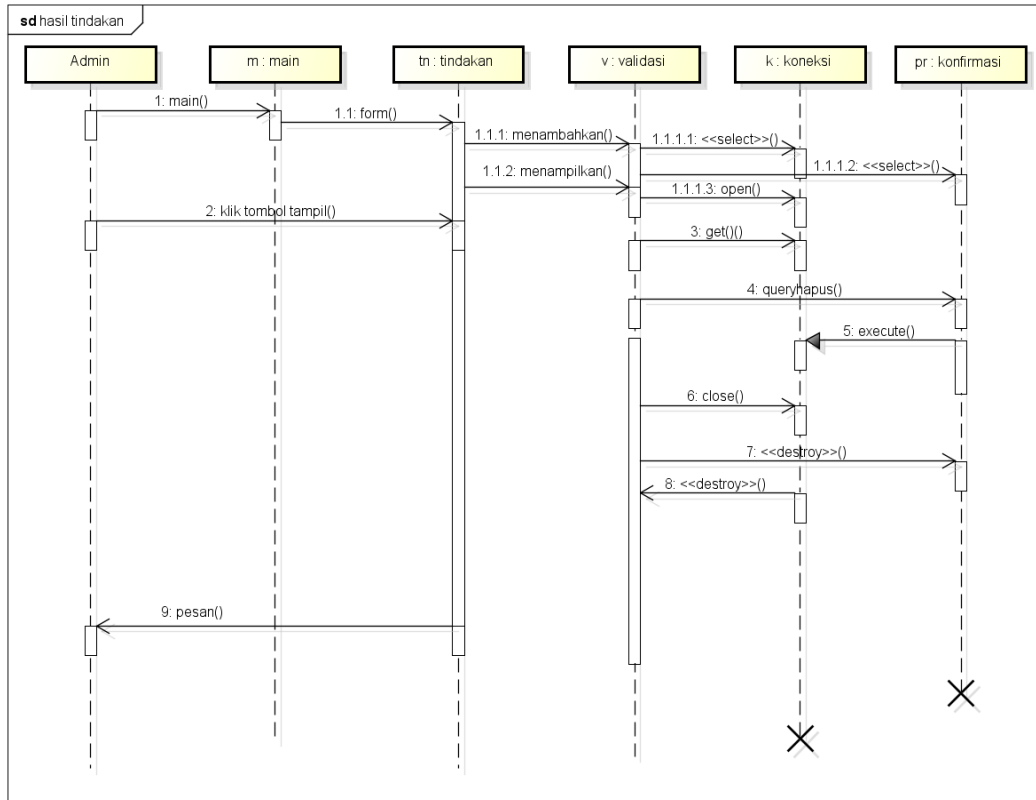 sd hasil tindakan
Admin
m : main
tn : tindakan
v : validasi
k : koneksi
pr : konfirmasi
1: main()
1.1: form()
1.1.1: menambahkan()
1.1.1.1: <<select>>()
1.1.2: menampilkan()
1.1.1.2: <<select>>()
1.1.1.3: open()
2: klik tombol tampil()
3: get()()
4: queryhapus()
5: execute()
6: close()
7: <<destroy>>()
8: <<destroy>>()
9: pesan()